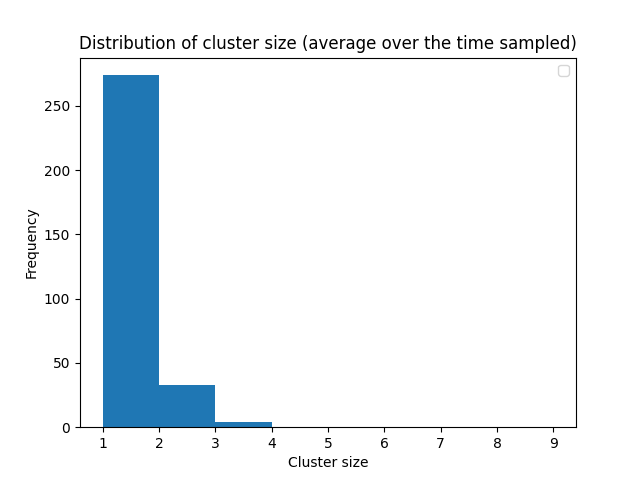 Distribution of cluster size (average over the time sampled)
250
200
150
100
50
0
Frequency
1 2 3 4 5 6 7 8 9
Cluster size